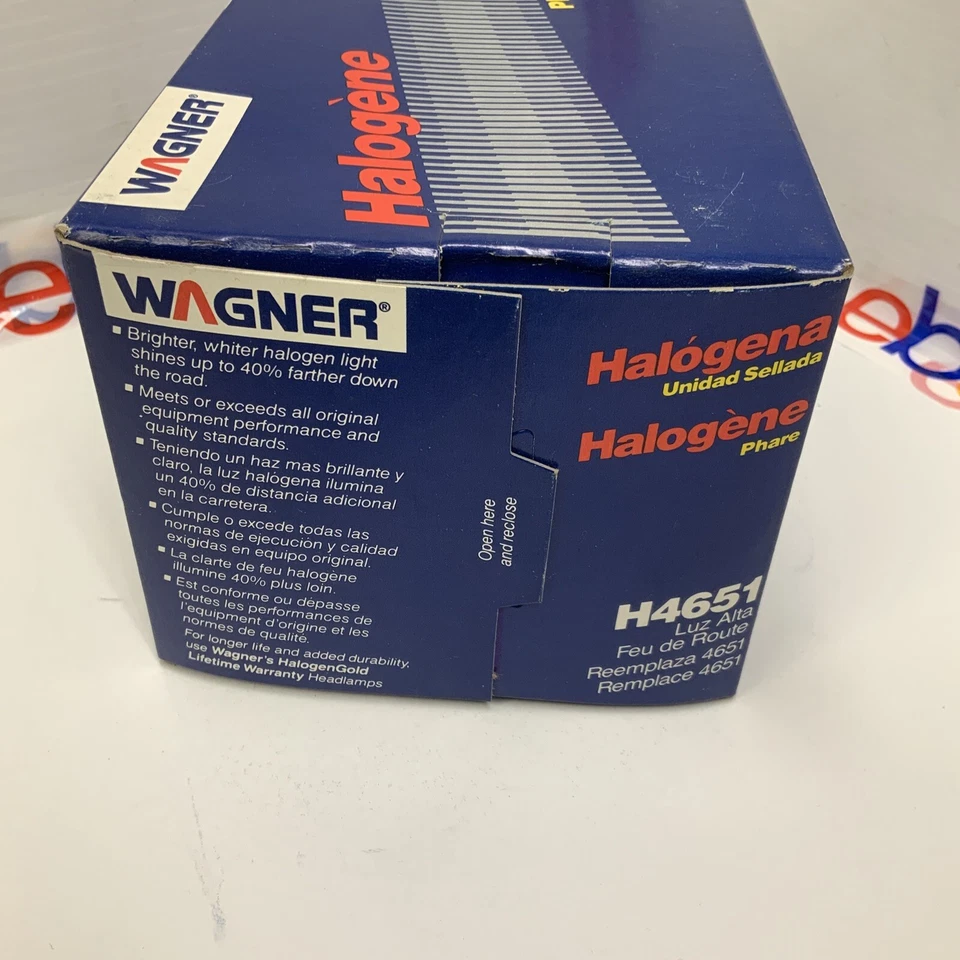 Halogène
WAGNER
WAGNER®
▪ Brighter, whiter halogen light
shines up to 40% farther down
the road.
▪ Meets or exceeds all original
equipment performance and
quality standards.
▪ Teniendo un haz mas brillante y
claro, la luz halógena ilumina
un 40% de distancia adicional
en la carretera.
▪ Cumple o excede todas las
normas de ejecución y calidad
exigidas en equipo original.
▪ La clarte de feu halogène
illumine 40% plus loin.
▪ Est conforme ou dépasse
toutes les performances de
l'equipment d'origine et les
normes de qualité.
For longer life and added durability,
use Wagner's HalogenGold
Lifetime Warranty Headlamps
Open here
and reclose
Halógena
Unidad Sellada
Halogène
Phare
H4651
Luz Alta
Feu de Route
Reemplaza 4651
Remplace 4651
e
eb